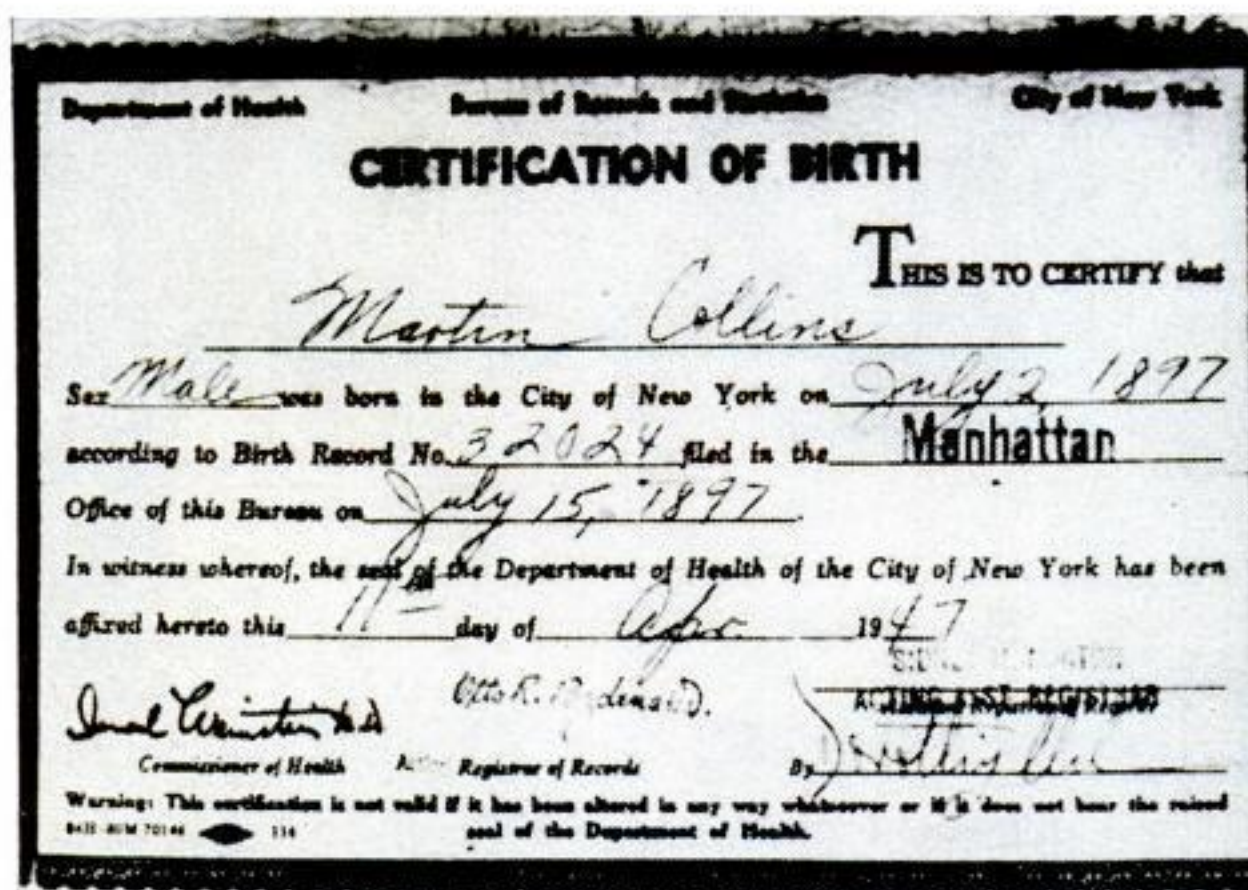 Department of Health Bureau of Records and Statistics City of New York
CERTIFICATION OF BIRTH
THIS IS TO CERTIFY that
Martin Collins
Sex Male was born in the City of New York on July 2, 1897
according to Birth Record No. 32024 filed in the Manhattan
Office of this Bureau on July 15, 1897
In witness whereof, the seal of the Department of Health of the City of New York has been
affixed hereto this 11th day of Apr. 1947
ACTING ASST. REGISTRAR
Commissioner of Health Registrar of Records By
Warning: This certification is not valid if it has been altered in any way whatsoever or if it does not bear the raised
seal of the Department of Health.
114